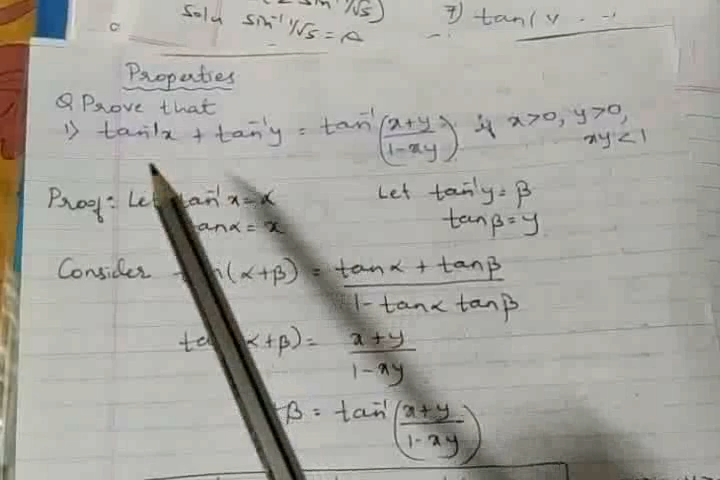 Soln sin⁻¹ 1/√5 = A
7) tan(
Properties
Q Prove that
1) tan⁻¹x + tan⁻¹y = tan⁻¹(x+y/1-xy) if x>0, y>0,
xy<1
Proof: Let tan⁻¹x = α Let tan⁻¹y = β
tanα = x tanβ = y
Consider (α+β) = tanα + tanβ / 1 - tanα tanβ
α+β) = x+y / 1-xy
β = tan⁻¹(x+y/1-xy)